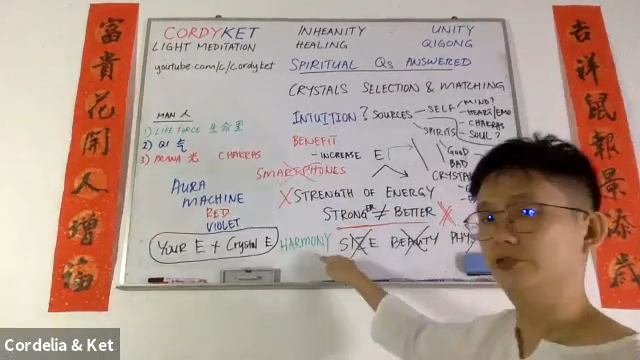 富貴花開人增福
CORDYKET
LIGHT MEDITATION
youtube.com/c/cordyket
INHEANITY
HEALING
UNITY
QIGONG
SPIRITUAL Qs ANSWERED
CRYSTALS SELECTION & MATCHING
MAN 人
1) LIFE FORCE 生命里
2) QI 气
3) PRANA 光 CHAKRAS
INTUITION? SOURCES
SELF
MIND?
HEART/EMO
CHAKRAS
SOUL?
SPIRITS
GOOD
BAD
CRYSTAL
BENEFIT
- INCREASE E
SMARTPHONES
AURA
MACHINE
RED
VIOLET
X STRENGTH OF ENERGY
STRONGER ≠ BETTER X
YOUR E + Crystal E HARMONY SIZE BEAUTY PHY
吉祥鼠報景添歲
Cordelia & Ket